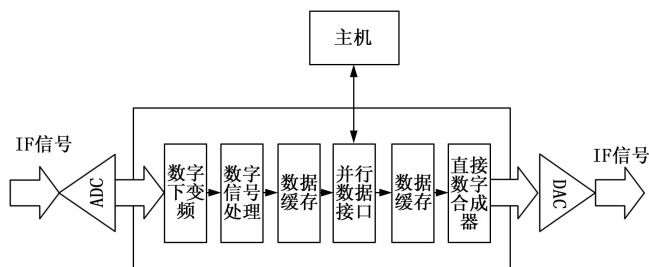 主机
IF信号
ADC
数字
下变
频
数字
信号
处理
数据
缓存
并行
数据
接口
数据
缓存
直接
数字
合成
器
DAC
IF信号